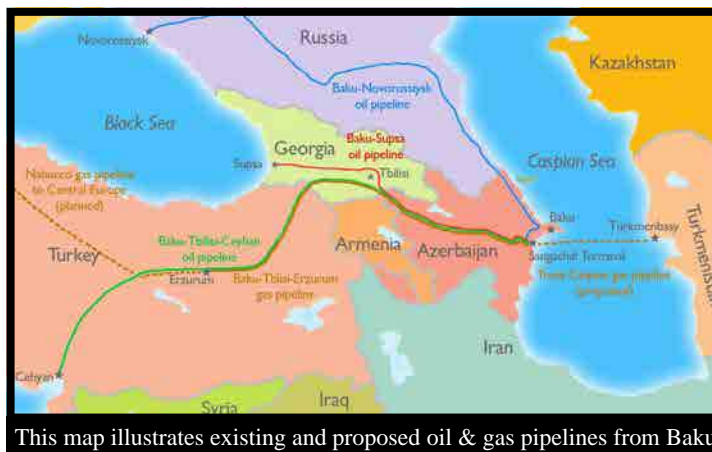 Novorossiysk
Russia
Kazakhstan
Baku-Novorossiysk
oil pipeline
Black Sea
Georgia
Baku-Supsa
oil pipeline
Caspian Sea
Supsa
Tbilisi
Nabucco gas pipeline
to Central Europe
(planned)
Baku
Turkmenbasy
Baku-Tbilisi-Ceyhan
oil pipeline
Armenia
Azerbaijan
Sangachal Terminal
Turkmenistan
Turkey
Erzurum
Baku-Tbilisi-Erzurum
gas pipeline
Trans-Caspian gas pipeline
(proposed)
Iran
Ceyhan
Syria
Iraq
This map illustrates existing and proposed oil & gas pipelines from Baku